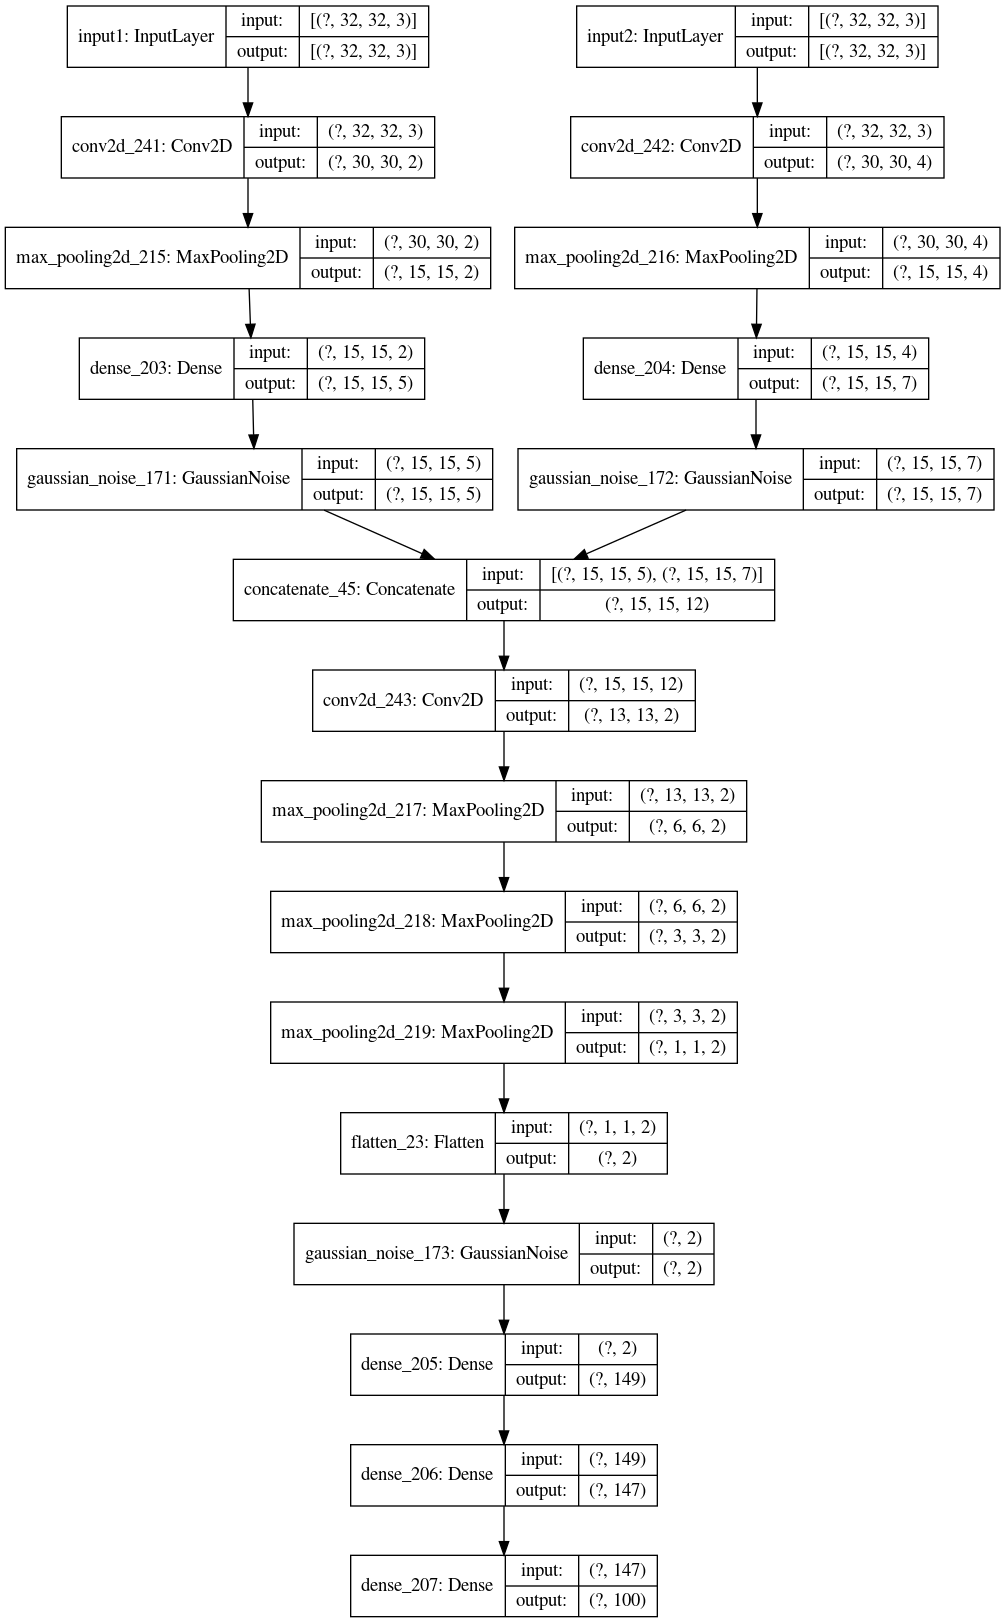 input1: InputLayer
input: [(?, 32, 32, 3)]
output: [(?, 32, 32, 3)]
input2: InputLayer
input: [(?, 32, 32, 3)]
output: [(?, 32, 32, 3)]
conv2d_241: Conv2D
input: (?, 32, 32, 3)
output: (?, 30, 30, 2)
conv2d_242: Conv2D
input: (?, 32, 32, 3)
output: (?, 30, 30, 4)
max_pooling2d_215: MaxPooling2D
input: (?, 30, 30, 2)
output: (?, 15, 15, 2)
max_pooling2d_216: MaxPooling2D
input: (?, 30, 30, 4)
output: (?, 15, 15, 4)
dense_203: Dense
input: (?, 15, 15, 2)
output: (?, 15, 15, 5)
dense_204: Dense
input: (?, 15, 15, 4)
output: (?, 15, 15, 7)
gaussian_noise_171: GaussianNoise
input: (?, 15, 15, 5)
output: (?, 15, 15, 5)
gaussian_noise_172: GaussianNoise
input: (?, 15, 15, 7)
output: (?, 15, 15, 7)
concatenate_45: Concatenate
input: [(?, 15, 15, 5), (?, 15, 15, 7)]
output: (?, 15, 15, 12)
conv2d_243: Conv2D
input: (?, 15, 15, 12)
output: (?, 13, 13, 2)
max_pooling2d_217: MaxPooling2D
input: (?, 13, 13, 2)
output: (?, 6, 6, 2)
max_pooling2d_218: MaxPooling2D
input: (?, 6, 6, 2)
output: (?, 3, 3, 2)
max_pooling2d_219: MaxPooling2D
input: (?, 3, 3, 2)
output: (?, 1, 1, 2)
flatten_23: Flatten
input: (?, 1, 1, 2)
output: (?, 2)
gaussian_noise_173: GaussianNoise
input: (?, 2)
output: (?, 2)
dense_205: Dense
input: (?, 2)
output: (?, 149)
dense_206: Dense
input: (?, 149)
output: (?, 147)
dense_207: Dense
input: (?, 147)
output: (?, 100)